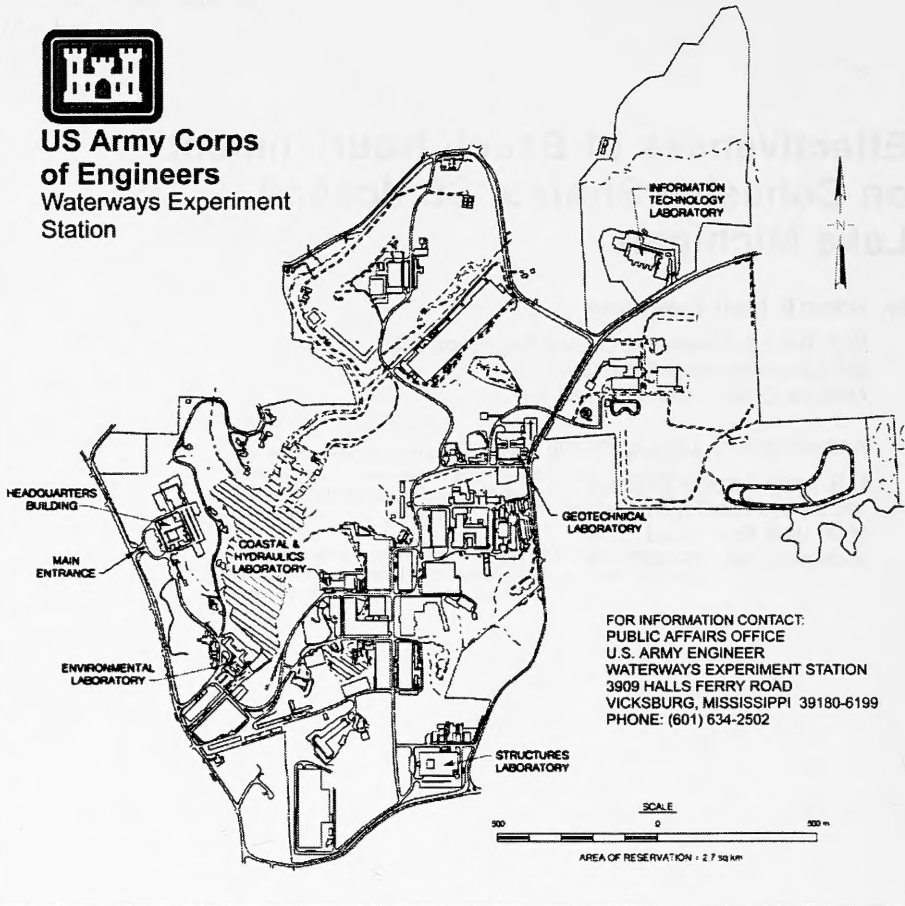 US Army Corps
of Engineers
Waterways Experiment
Station
INFORMATION
TECHNOLOGY
LABORATORY
HEADQUARTERS
BUILDING
MAIN
ENTRANCE
COASTAL &
HYDRAULICS
LABORATORY
GEOTECHNICAL
LABORATORY
ENVIRONMENTAL
LABORATORY
STRUCTURES
LABORATORY
FOR INFORMATION CONTACT:
PUBLIC AFFAIRS OFFICE
U.S. ARMY ENGINEER
WATERWAYS EXPERIMENT STATION
3909 HALLS FERRY ROAD
VICKSBURG, MISSISSIPPI 39180-6199
PHONE: (601) 634-2502
SCALE
500 0 500 m
AREA OF RESERVATION = 2.7 sq km